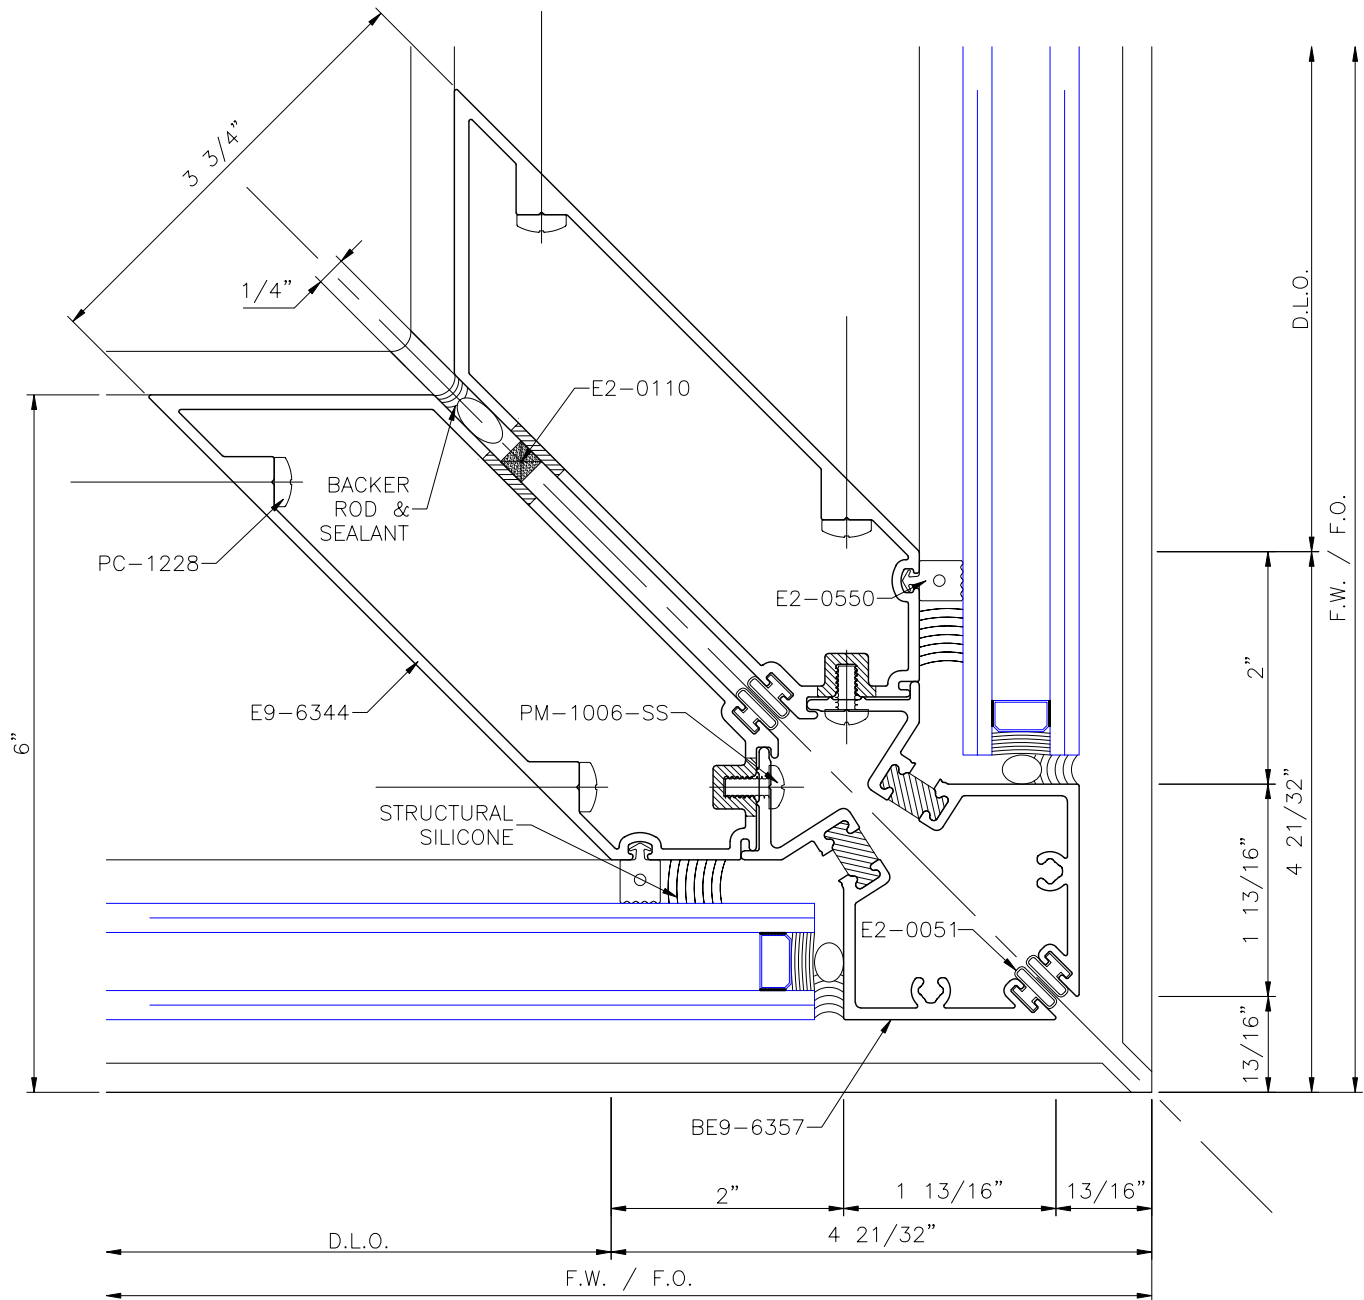 3 3/4"
1/4"
E2-0110
BACKER
ROD &
SEALANT
PC-1228
E2-0550
E9-6344
PM-1006-SS
6"
STRUCTURAL
SILICONE
E2-0051
BE9-6357
D.L.O.
F.W. / F.O.
2"
4 21/32"
1 13/16"
13/16"
2"
1 13/16"
13/16"
D.L.O.
4 21/32"
F.W. / F.O.